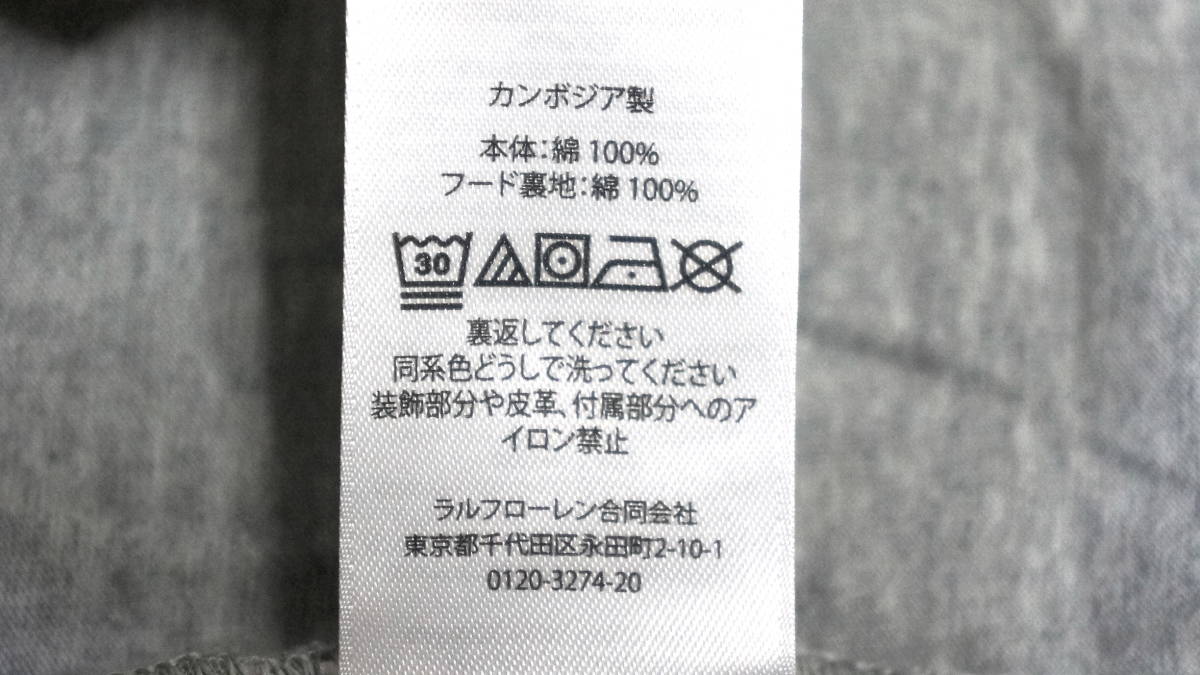 カンボジア製
本体:綿 100%
フード裏地:綿 100%
30
裏返してください
同系色どうしで洗ってください
装飾部分や皮革、付属部分へのア
イロン禁止
ラルフローレン合同会社
東京都千代田区永田町2-10-1
0120-3274-20